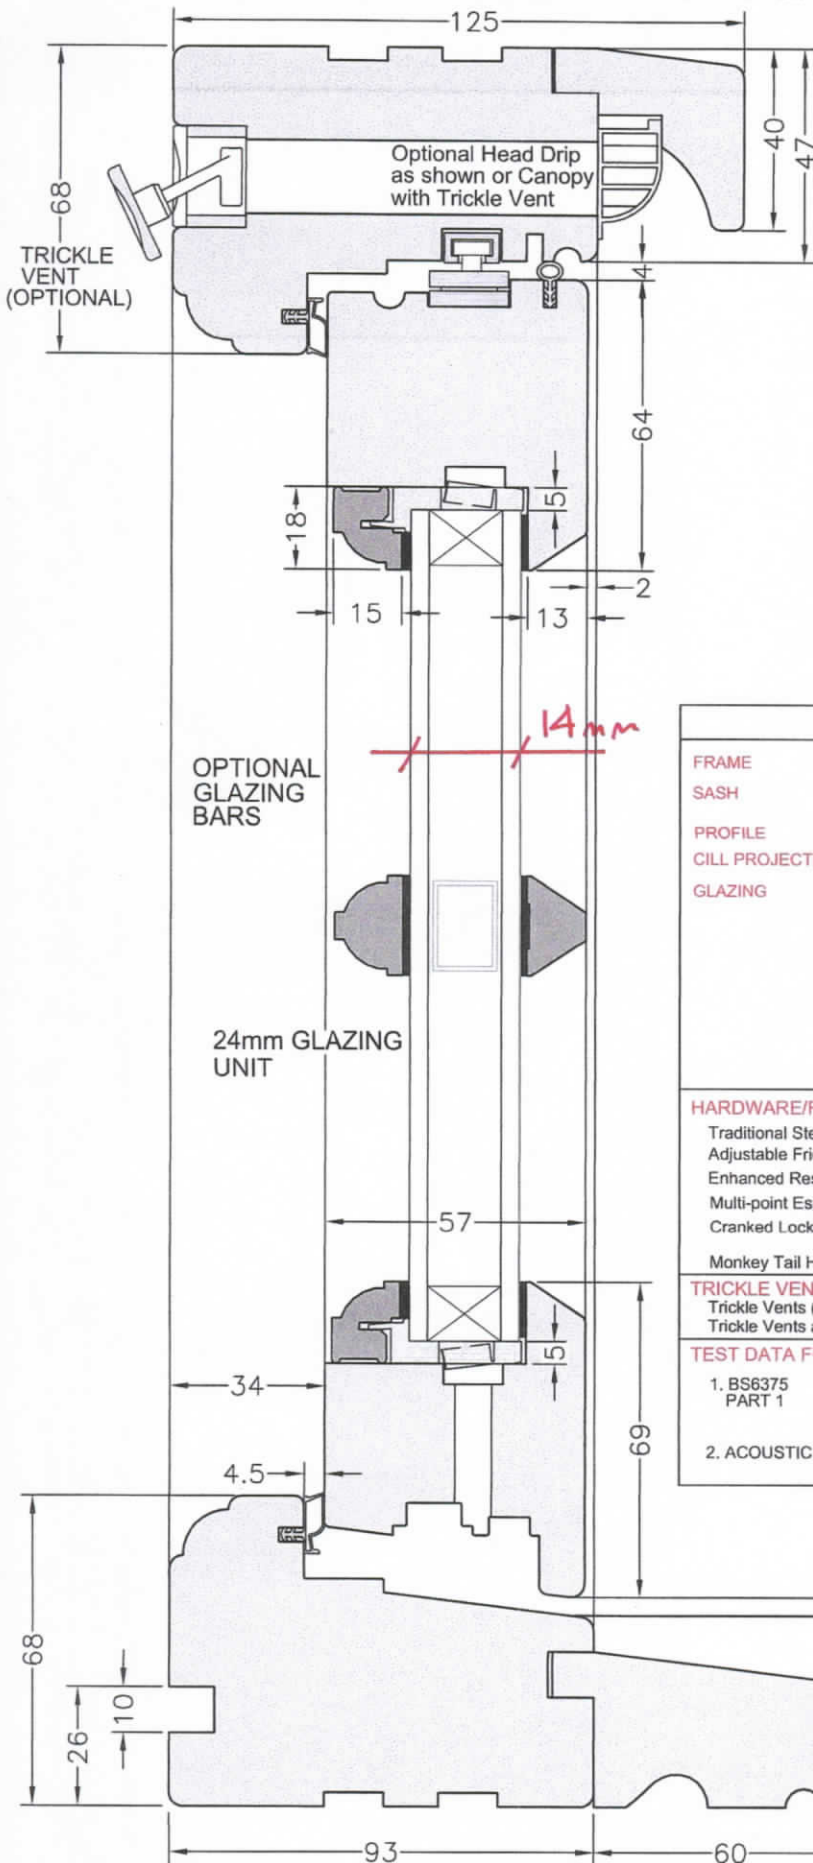 125
68
40
47
Optional Head Drip
as shown or Canopy
with Trickle Vent
TRICKLE
VENT
(OPTIONAL)
4
64
5
18
2
15
13
14mm
OPTIONAL
GLAZING
BARS
FRAME
SASH
PROFILE
CILL PROJECT
GLAZING
24mm GLAZING
UNIT
HARDWARE/
Traditional Ste
Adjustable Fri
Enhanced Res
Multi-point Es
Cranked Lock
Monkey Tail H
57
TRICKLE VEN
Trickle Vents (
Trickle Vents a
TEST DATA F
1. BS6375
PART 1
2. ACOUSTIC
5
34
69
4.5
68
10
26
93
60